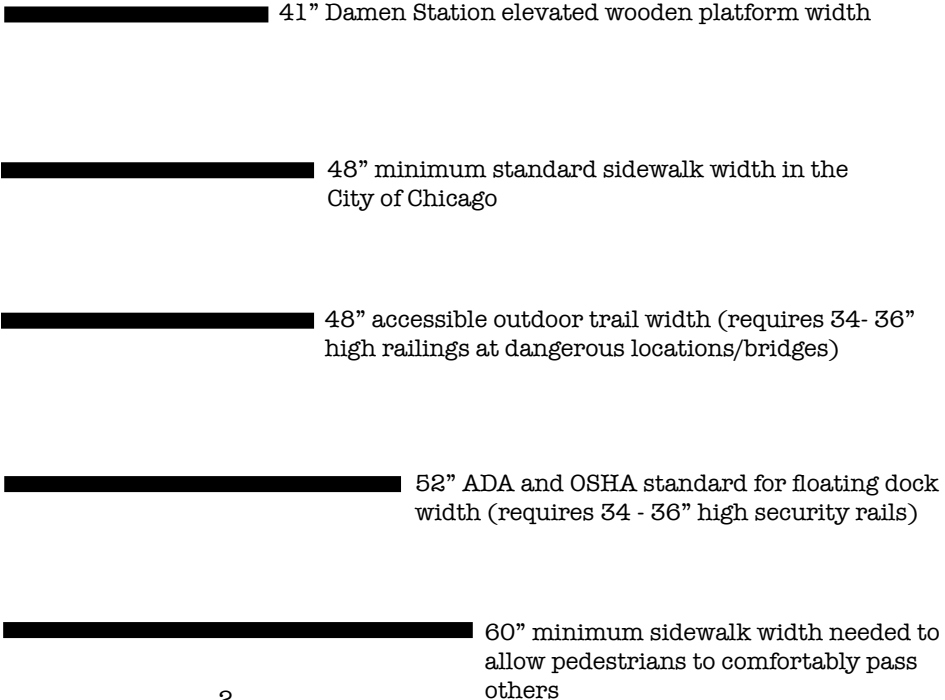 41” Damen Station elevated wooden platform width
48” minimum standard sidewalk width in the
City of Chicago
48” accessible outdoor trail width (requires 34- 36”
high railings at dangerous locations/bridges)
52” ADA and OSHA standard for floating dock
width (requires 34 - 36” high security rails)
60” minimum sidewalk width needed to
allow pedestrians to comfortably pass
others